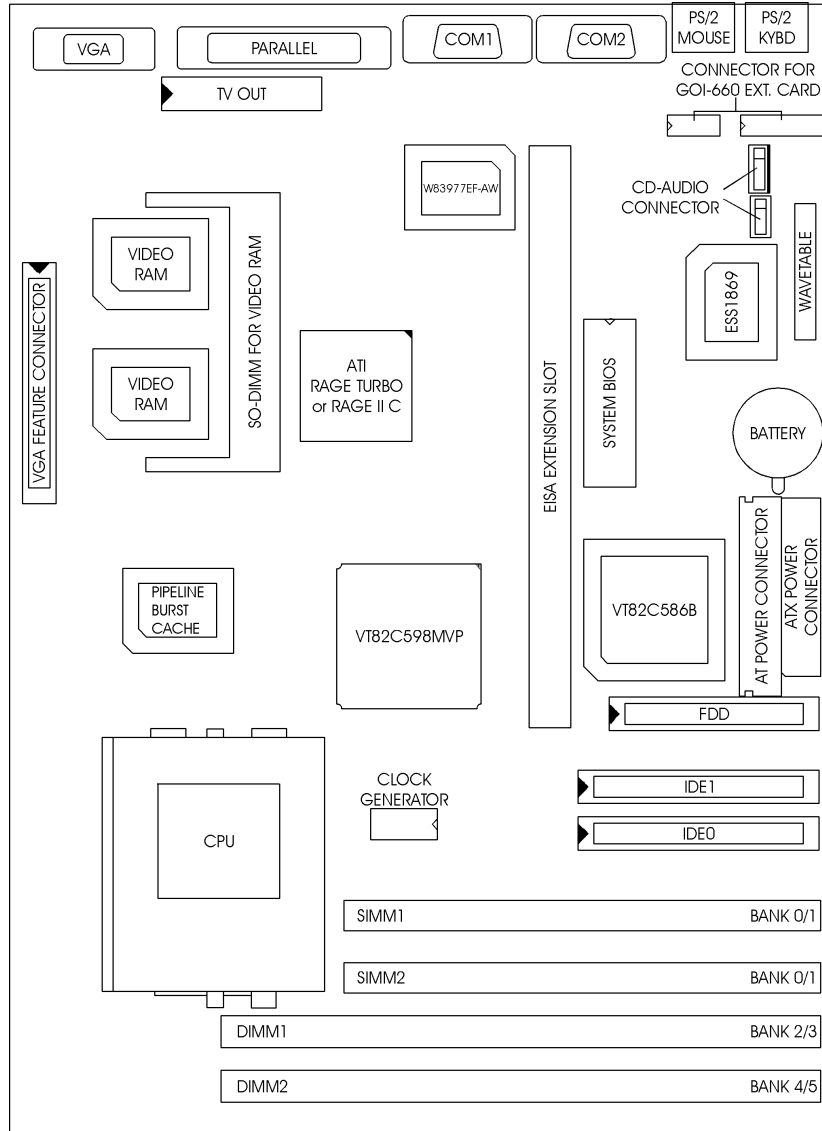 VGA
PARALLEL
COM1
COM2
PS/2
MOUSE
PS/2
KYBD
CONNECTOR FOR
GOI-660 EXT. CARD
TV OUT
W83977EF-AW
CD-AUDIO
CONNECTOR
WAVETABLE
ESS1869
VIDEO
RAM
VIDEO
RAM
SO-DIMM FOR VIDEO RAM
VGA FEATURE CONNECTOR
ATI
RAGE TURBO
or RAGE II C
EISA EXTENSION SLOT
SYSTEM BIOS
BATTERY
AT POWER CONNECTOR
ATX POWER
CONNECTOR
PIPELINE
BURST
CACHE
VT82C598MVP
VT82C586B
FDD
CLOCK
GENERATOR
IDE1
IDE0
CPU
SIMM1 BANK 0/1
SIMM2 BANK 0/1
DIMM1 BANK 2/3
DIMM2 BANK 4/5